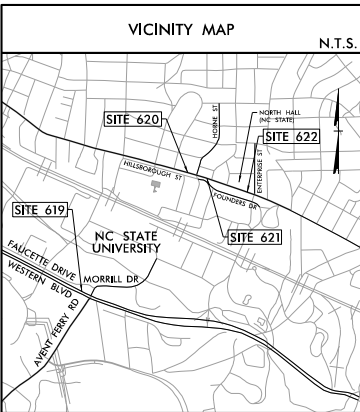 VICINITY MAP
N.T.S.
SITE 620
HORNE ST
NORTH HALL
(NC STATE)
SITE 622
HILLSBOROUGH ST
ENTERPRISE ST
FOUNDERS DR
SITE 619
NC STATE
UNIVERSITY
SITE 621
FAUCETTE DRIVE
WESTERN BLVD
MORRILL DR
AVENT FERRY RD